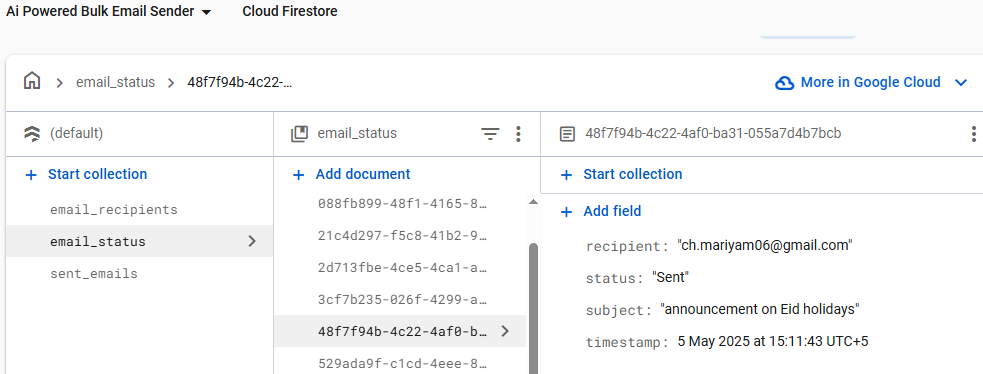 Ai Powered Bulk Email Sender Cloud Firestore
email_status 48f7f94b-4c22-... More in Google Cloud
(default) email_status 48f7f94b-4c22-4af0-ba31-055a7d4b7bcb
+ Start collection + Add document + Start collection
email_recipients
email_status
sent_emails
088fb899-48f1-4165-8…
21c4d297-f5c8-41b2-9…
2d713fbe-4ce5-4ca1-a…
3cf7b235-026f-4299-a…
48f7f94b-4c22-4af0-b…
529ada9f-c1cd-4eee-8…
+ Add field
recipient: "ch.mariyam06@gmail.com"
status: "Sent"
subject: "announcement on Eid holidays"
timestamp: 5 May 2025 at 15:11:43 UTC+5